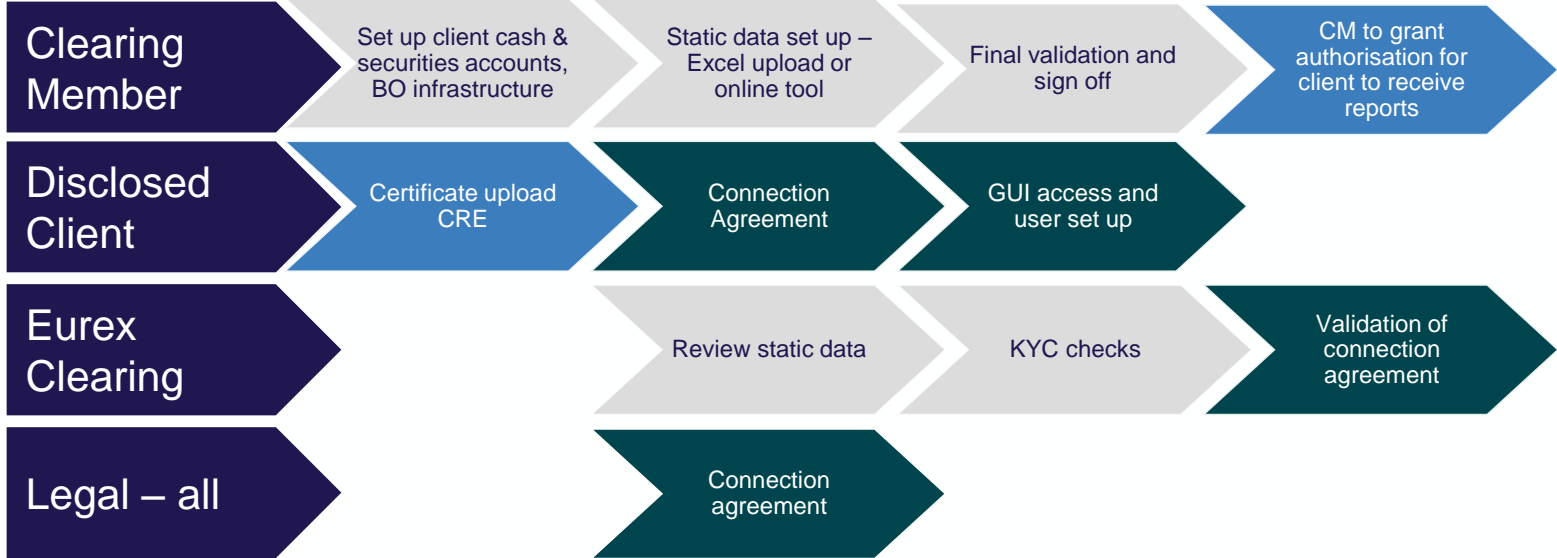 Clearing
Member
Set up client cash &
securities accounts,
BO infrastructure
Static data set up –
Excel upload or
online tool
Final validation and
sign off
CM to grant
authorisation for
client to receive
reports
Disclosed
Client
Certificate upload
CRE
Connection
Agreement
GUI access and
user set up
Eurex
Clearing
Review static data
KYC checks
Validation of
connection
agreement
Legal – all
Connection
agreement